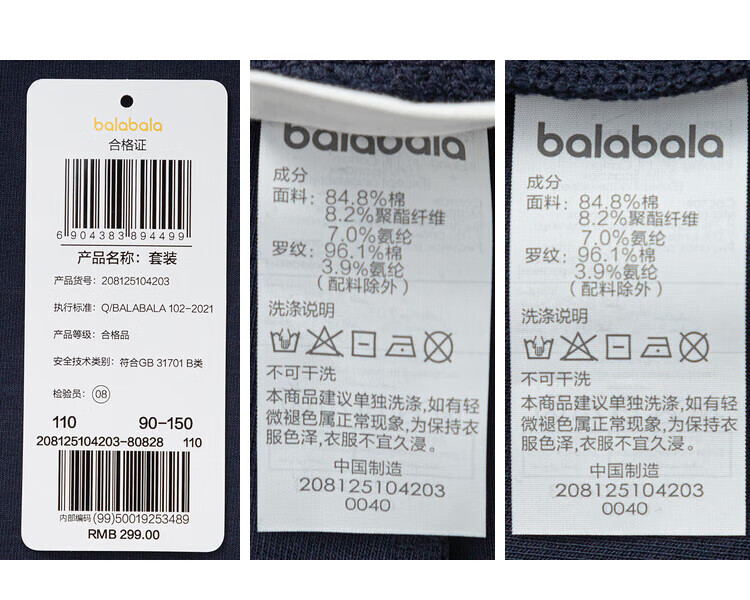 balabala
合格证
6 904383 894499
产品名称：套装
产品货号：208125104203
执行标准：Q/BALABALA 102-2021
产品等级：合格品
安全技术类别：符合GB 31701 B类
检验员：08
110 90-150
208125104203-80828 110
内部编码(99)50019253489
RMB 299.00
balabala
成分
面料：84.8%棉
8.2%聚酯纤维
7.0%氨纶
罗纹：96.1%棉
3.9%氨纶
（配料除外）
洗涤说明
不可干洗
本商品建议单独洗涤,如有轻
微褪色属正常现象,为保持衣
服色泽,衣服不宜久浸。
中国制造
208125104203
0040
balabala
成分
面料：84.8%棉
8.2%聚酯纤维
7.0%氨纶
罗纹：96.1%棉
3.9%氨纶
（配料除外）
洗涤说明
不可干洗
本商品建议单独洗涤,如有轻
微褪色属正常现象,为保持衣
服色泽,衣服不宜久浸。
中国制造
208125104203
0040